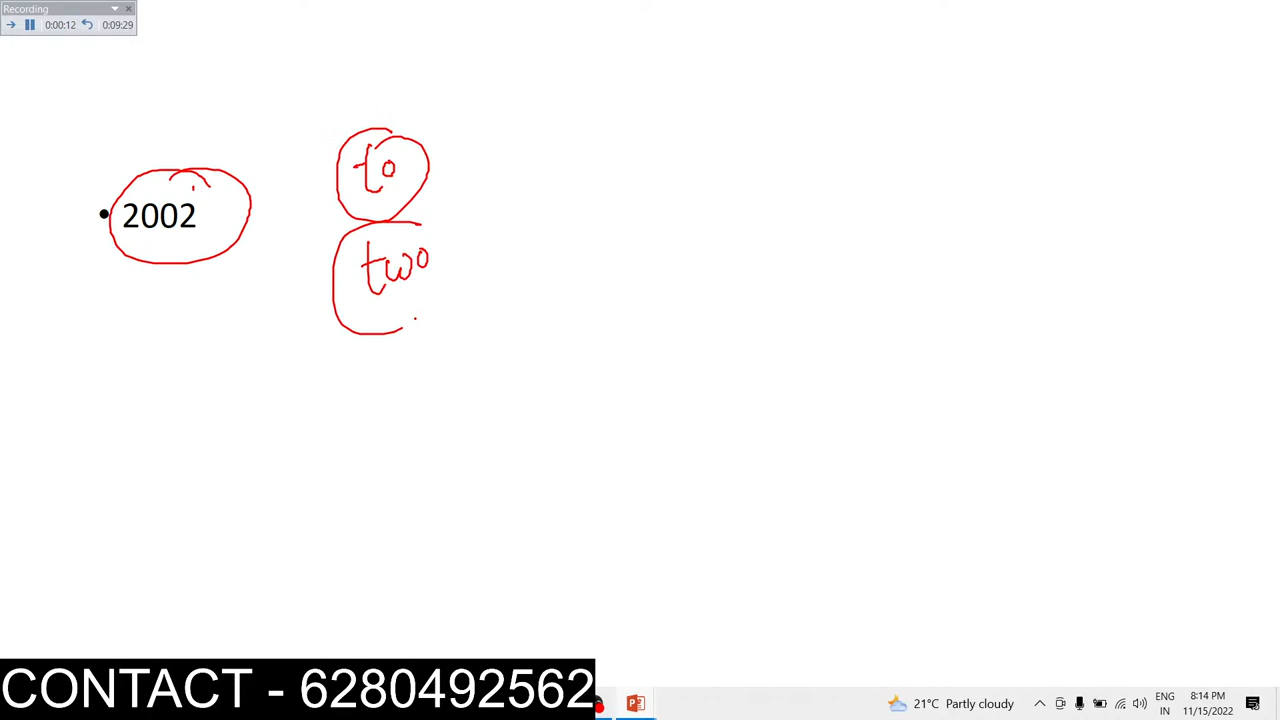 Recording
0:00:12 0:09:29
to
• 2002
two
CONTACT - 6280492562
21°C Partly cloudy
ENG
IN
8:14 PM
11/15/2022